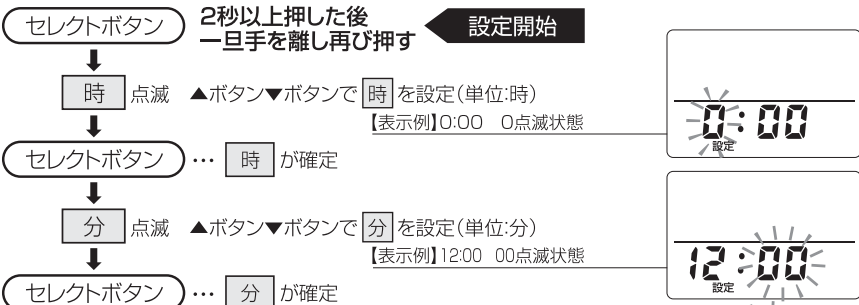 セレクトボタン
2秒以上押した後
一旦手を離し再び押す
設定開始
時 点滅 ▲ボタン▼ボタンで 時 を設定(単位:時)
【表示例】0:00 0点滅状態
0:00
設定
セレクトボタン … 時 が確定
分 点滅 ▲ボタン▼ボタンで 分 を設定(単位:分)
【表示例】12:00 00点滅状態
12:00
設定
セレクトボタン … 分 が確定